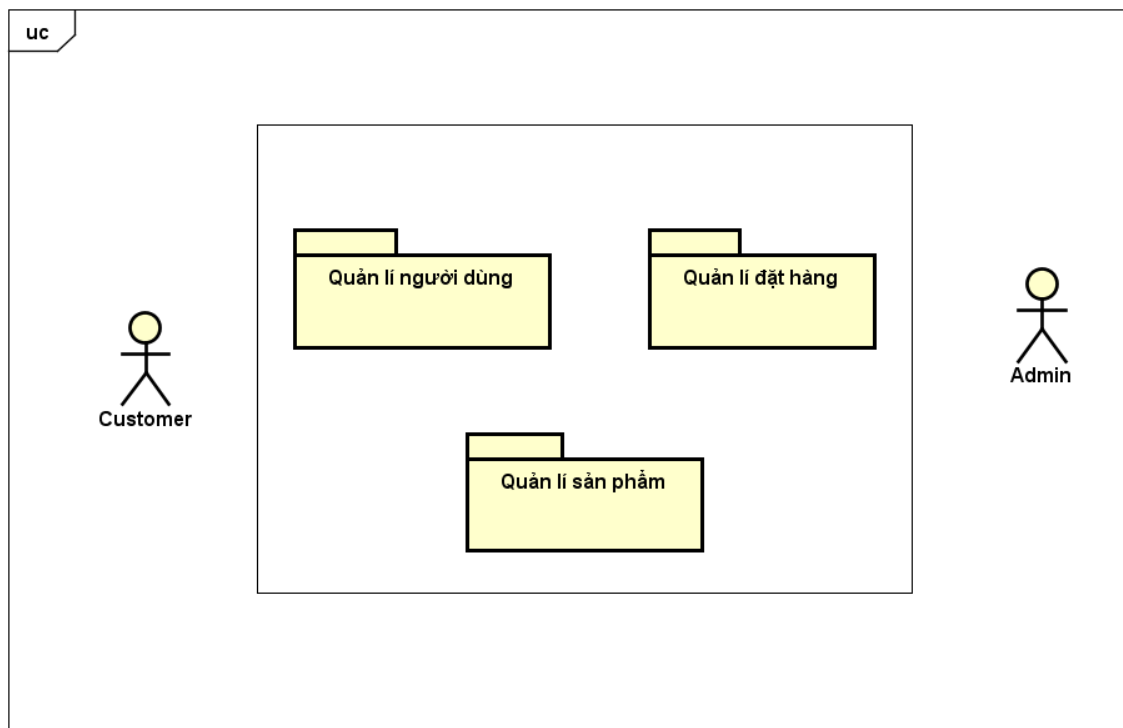 uc
Quản lí người dùng
Quản lí đặt hàng
Customer
Admin
Quản lí sản phẩm